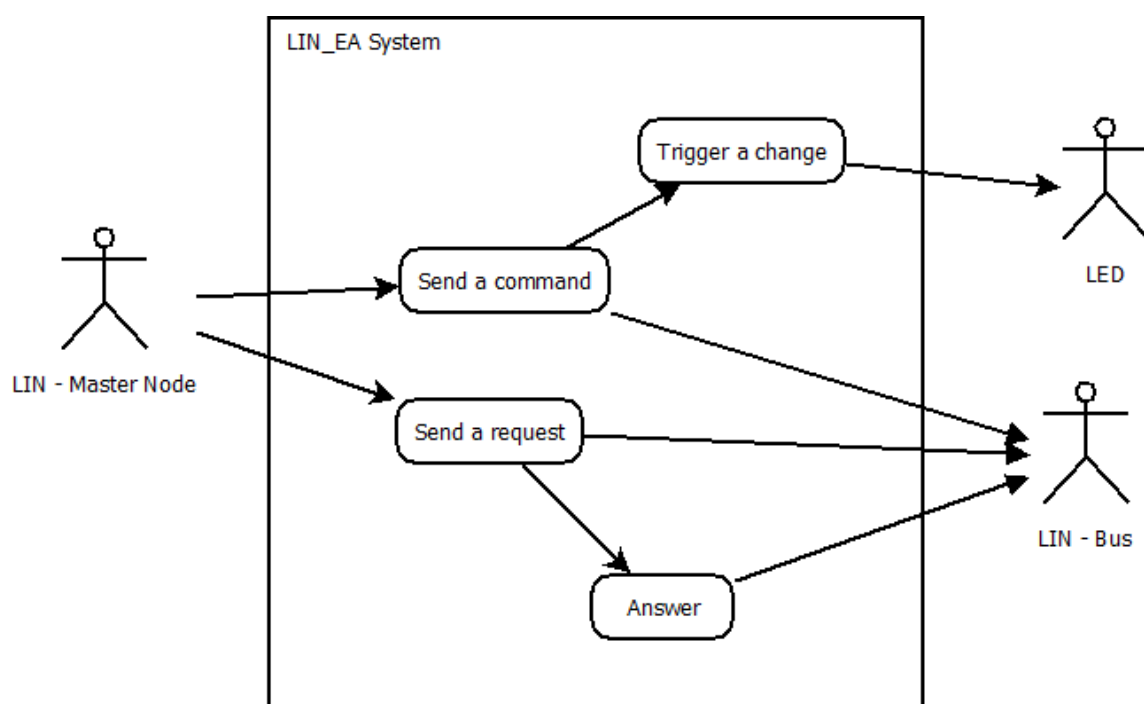 LIN_EA System
Trigger a change
LED
Send a command
LIN - Master Node
Send a request
LIN - Bus
Answer